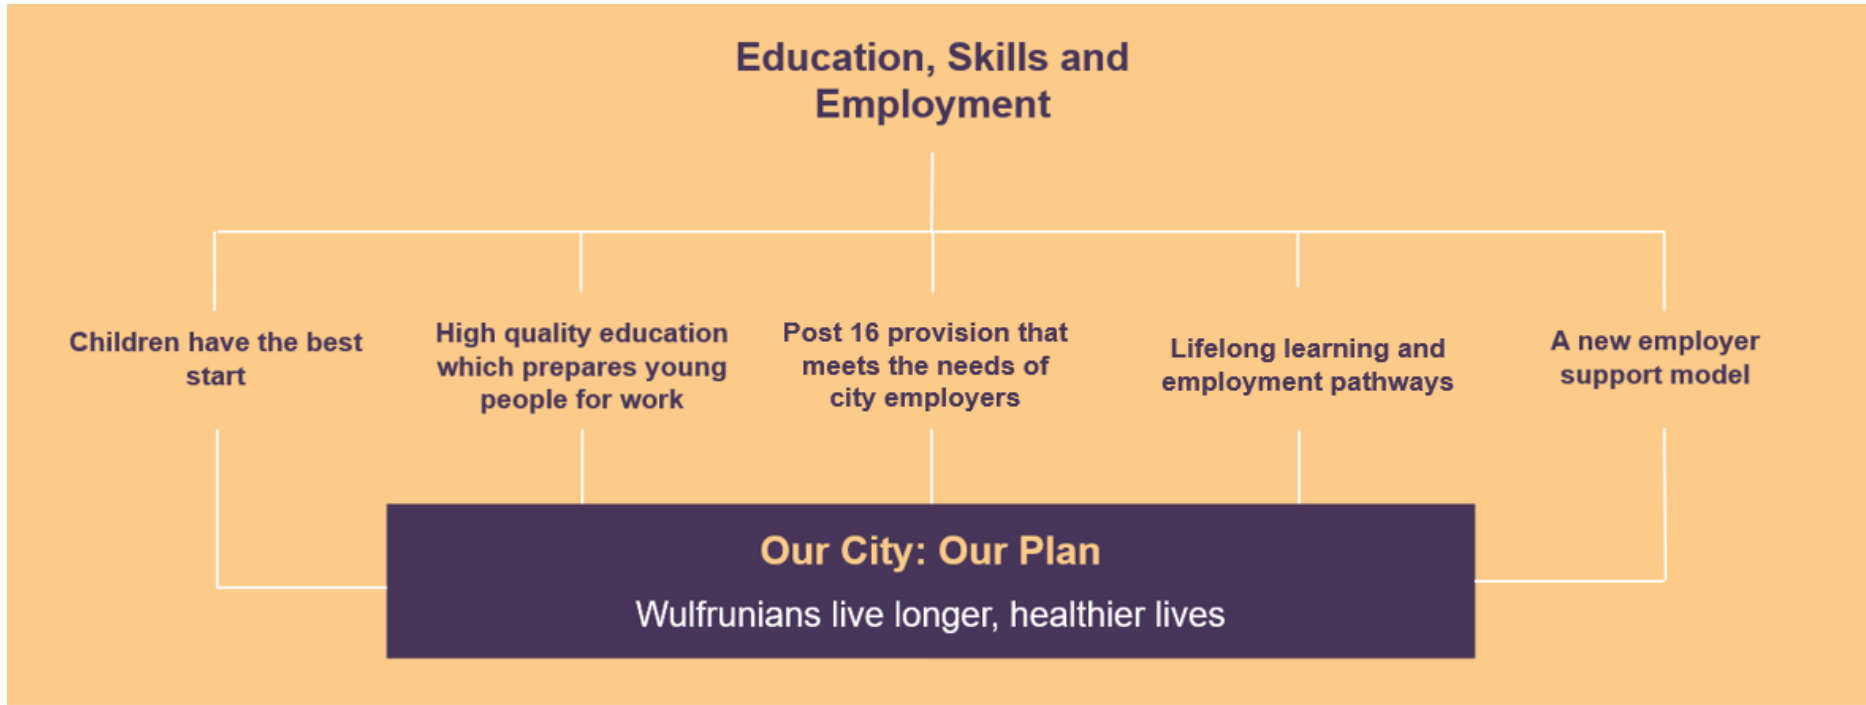 Education, Skills and
Employment
Children have the best
start
High quality education
which prepares young
people for work
Post 16 provision that
meets the needs of
city employers
Lifelong learning and
employment pathways
A new employer
support model
Our City: Our Plan
Wulfrunians live longer, healthier lives